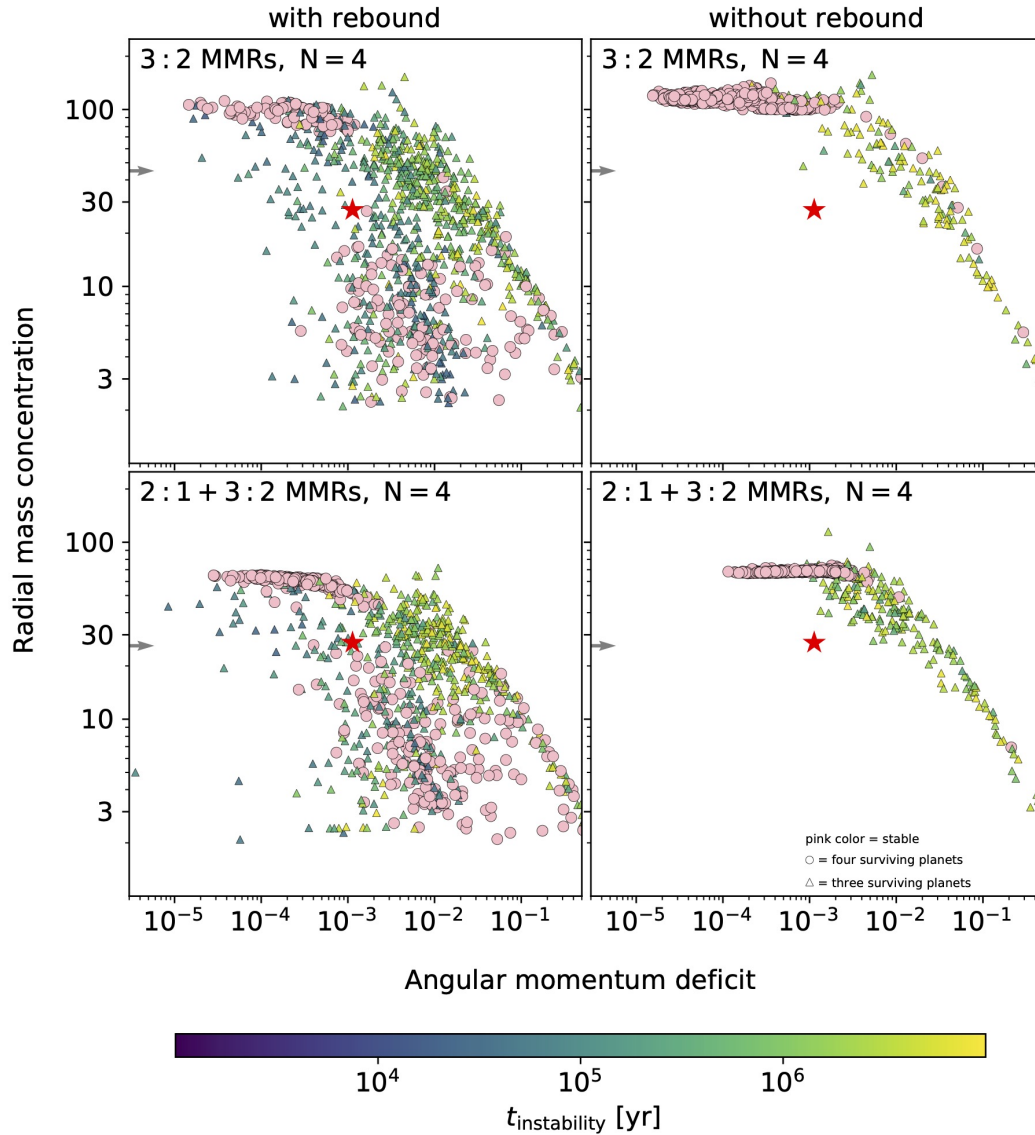 with rebound
without rebound
3 : 2 MMRs, N = 4
3 : 2 MMRs, N = 4
100
30
10
3
2 : 1 + 3 : 2 MMRs, N = 4
2 : 1 + 3 : 2 MMRs, N = 4
100
30
10
3
Radial mass concentration
pink color = stable
= four surviving planets
= three surviving planets
10⁻⁵ 10⁻⁴ 10⁻³ 10⁻² 10⁻¹
10⁻⁵ 10⁻⁴ 10⁻³ 10⁻² 10⁻¹
Angular momentum deficit
10⁴ 10⁵ 10⁶
t_instability [yr]